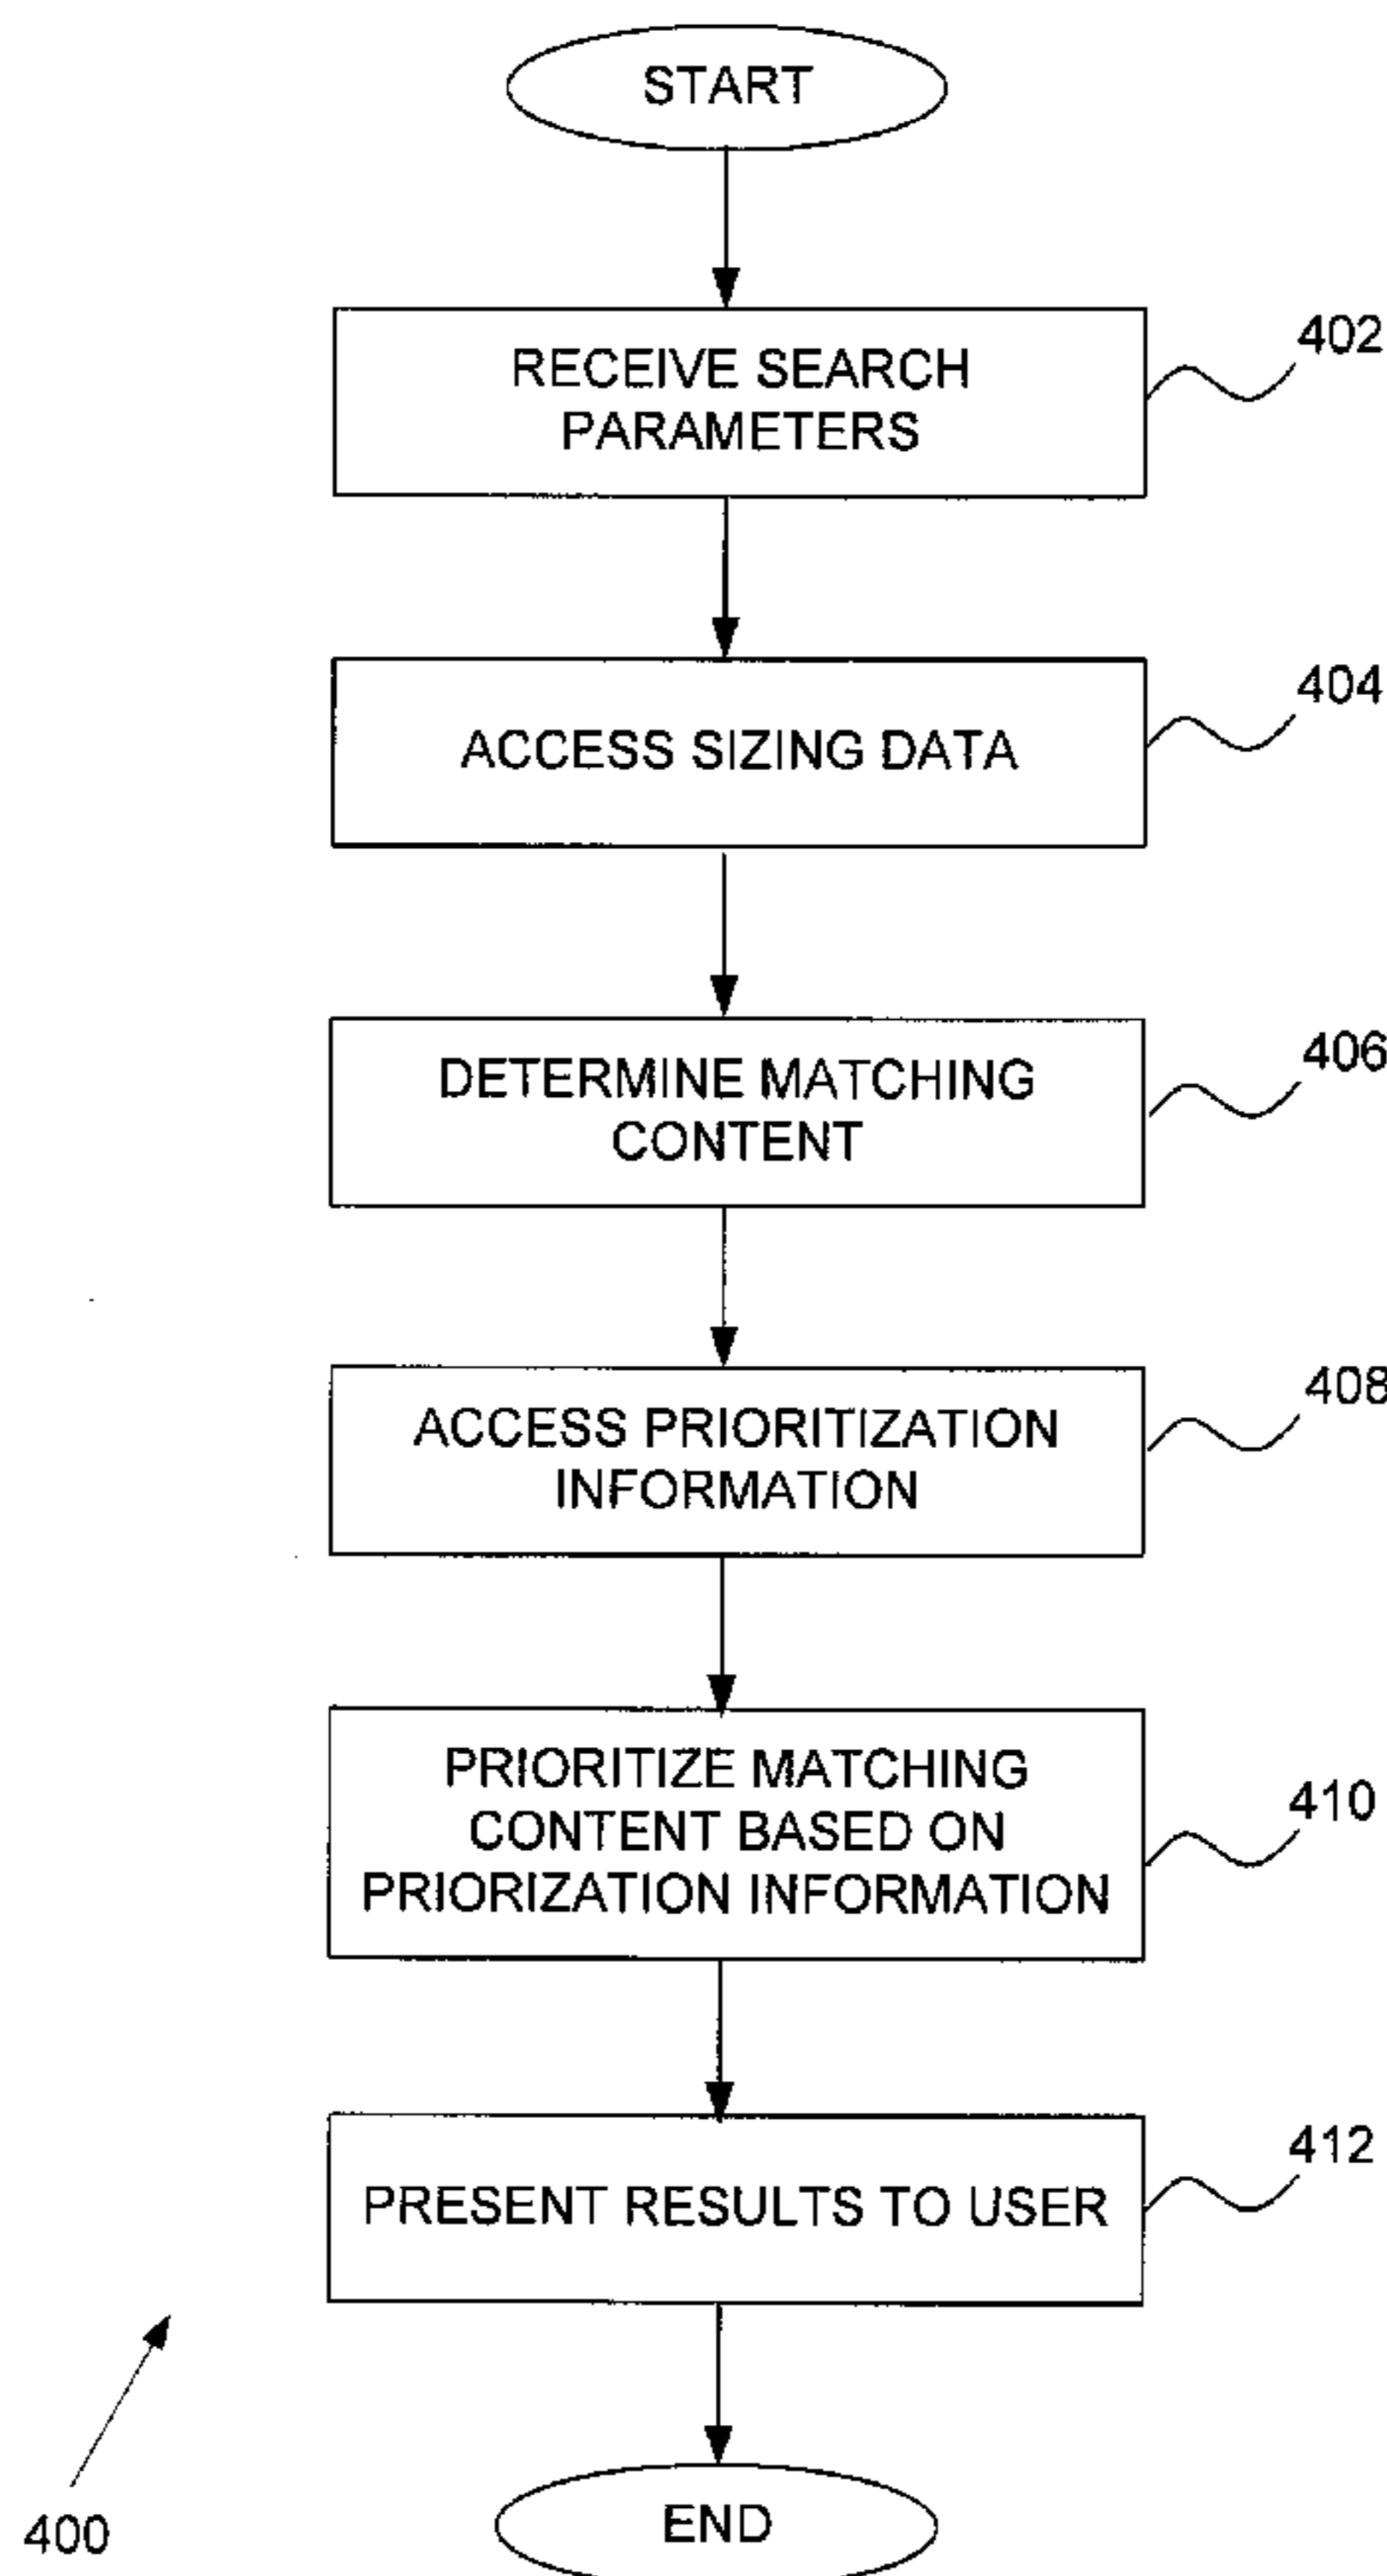 START
RECEIVE SEARCH
PARAMETERS
402
ACCESS SIZING DATA
404
DETERMINE MATCHING
CONTENT
406
ACCESS PRIORITIZATION
INFORMATION
408
PRIORITIZE MATCHING
CONTENT BASED ON
PRIORIZATION INFORMATION
410
PRESENT RESULTS TO USER
412
END
400